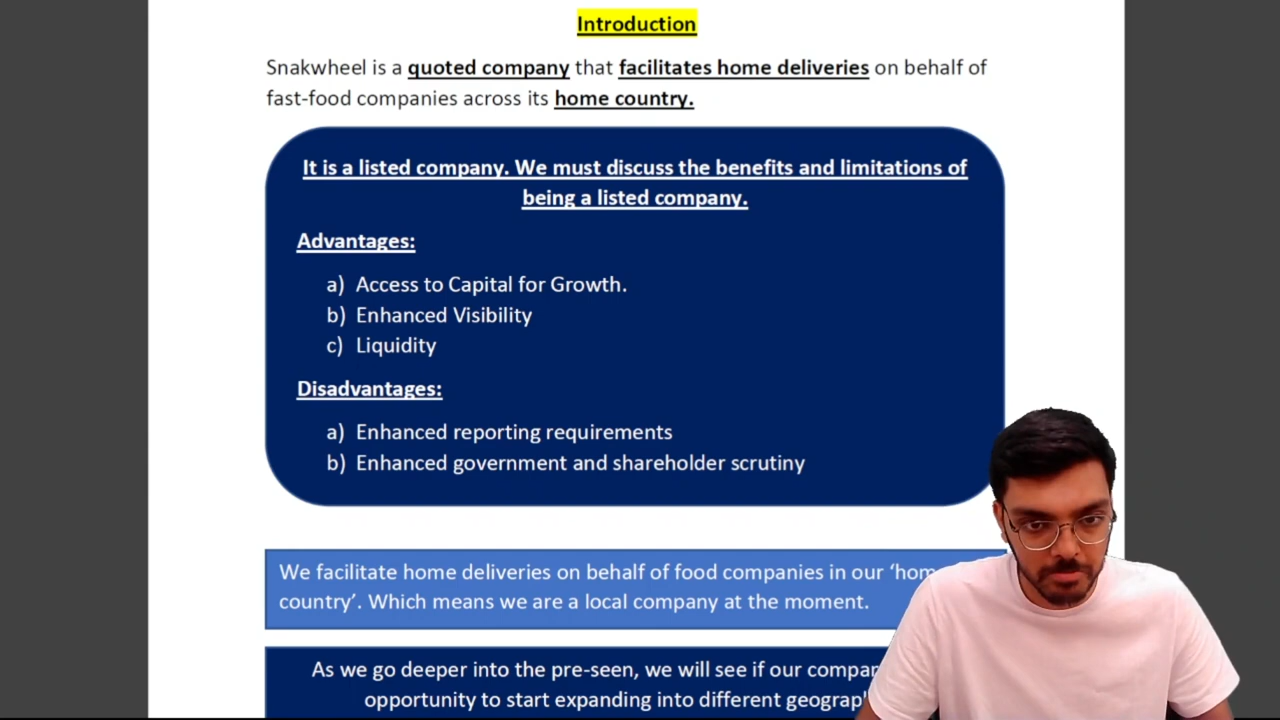 Introduction
Snakwheel is a quoted company that facilitates home deliveries on behalf of
fast-food companies across its home country.
It is a listed company. We must discuss the benefits and limitations of
being a listed company.
Advantages:
a) Access to Capital for Growth.
b) Enhanced Visibility
c) Liquidity
Disadvantages:
a) Enhanced reporting requirements
b) Enhanced government and shareholder scrutiny
We facilitate home deliveries on behalf of food companies in our ‘hom
country’. Which means we are a local company at the moment.
As we go deeper into the pre-seen, we will see if our compan
opportunity to start expanding into different geograp